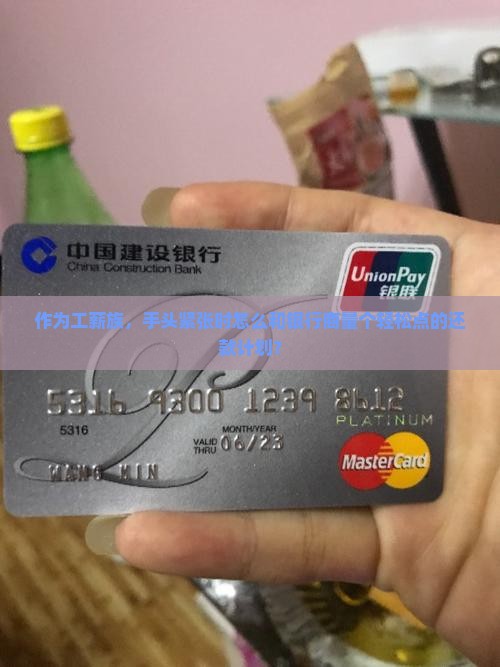 中国建设银行
China Construction Bank
UnionPay
银联
作为工薪族，手头紧张时怎么和银行商量个轻松点的还
款计划？
5316 9300 1239 8612
PLATINUM
5316
MONTH/YEAR
VALID THRU 06/23
WANG MIN
MasterCard